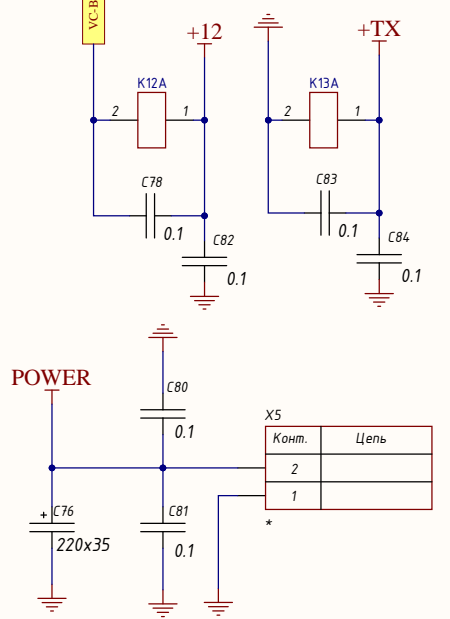 VC-B
+12
+TX
K12A
K13A
2 1
2 1
C78
0.1
C83
0.1
C82
0.1
C84
0.1
POWER
C80
0.1
X5
Конт. Цепь
2
1
*
+ C76
220x35
C81
0.1